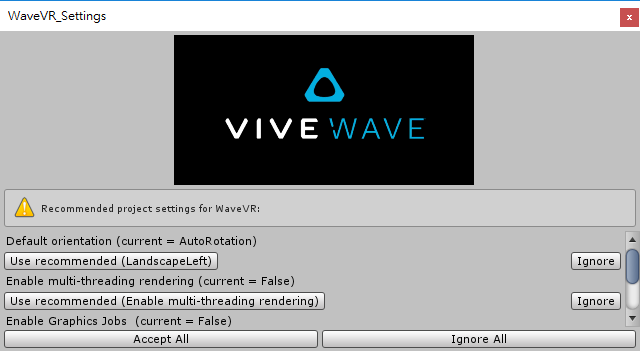 WaveVR_Settings
x
VIVE WAVE
Recommended project settings for WaveVR:
Default orientation (current = AutoRotation)
Use recommended (LandscapeLeft) Ignore
Enable multi-threading rendering (current = False)
Use recommended (Enable multi-threading rendering) Ignore
Enable Graphics Jobs (current = False)
Accept All Ignore All